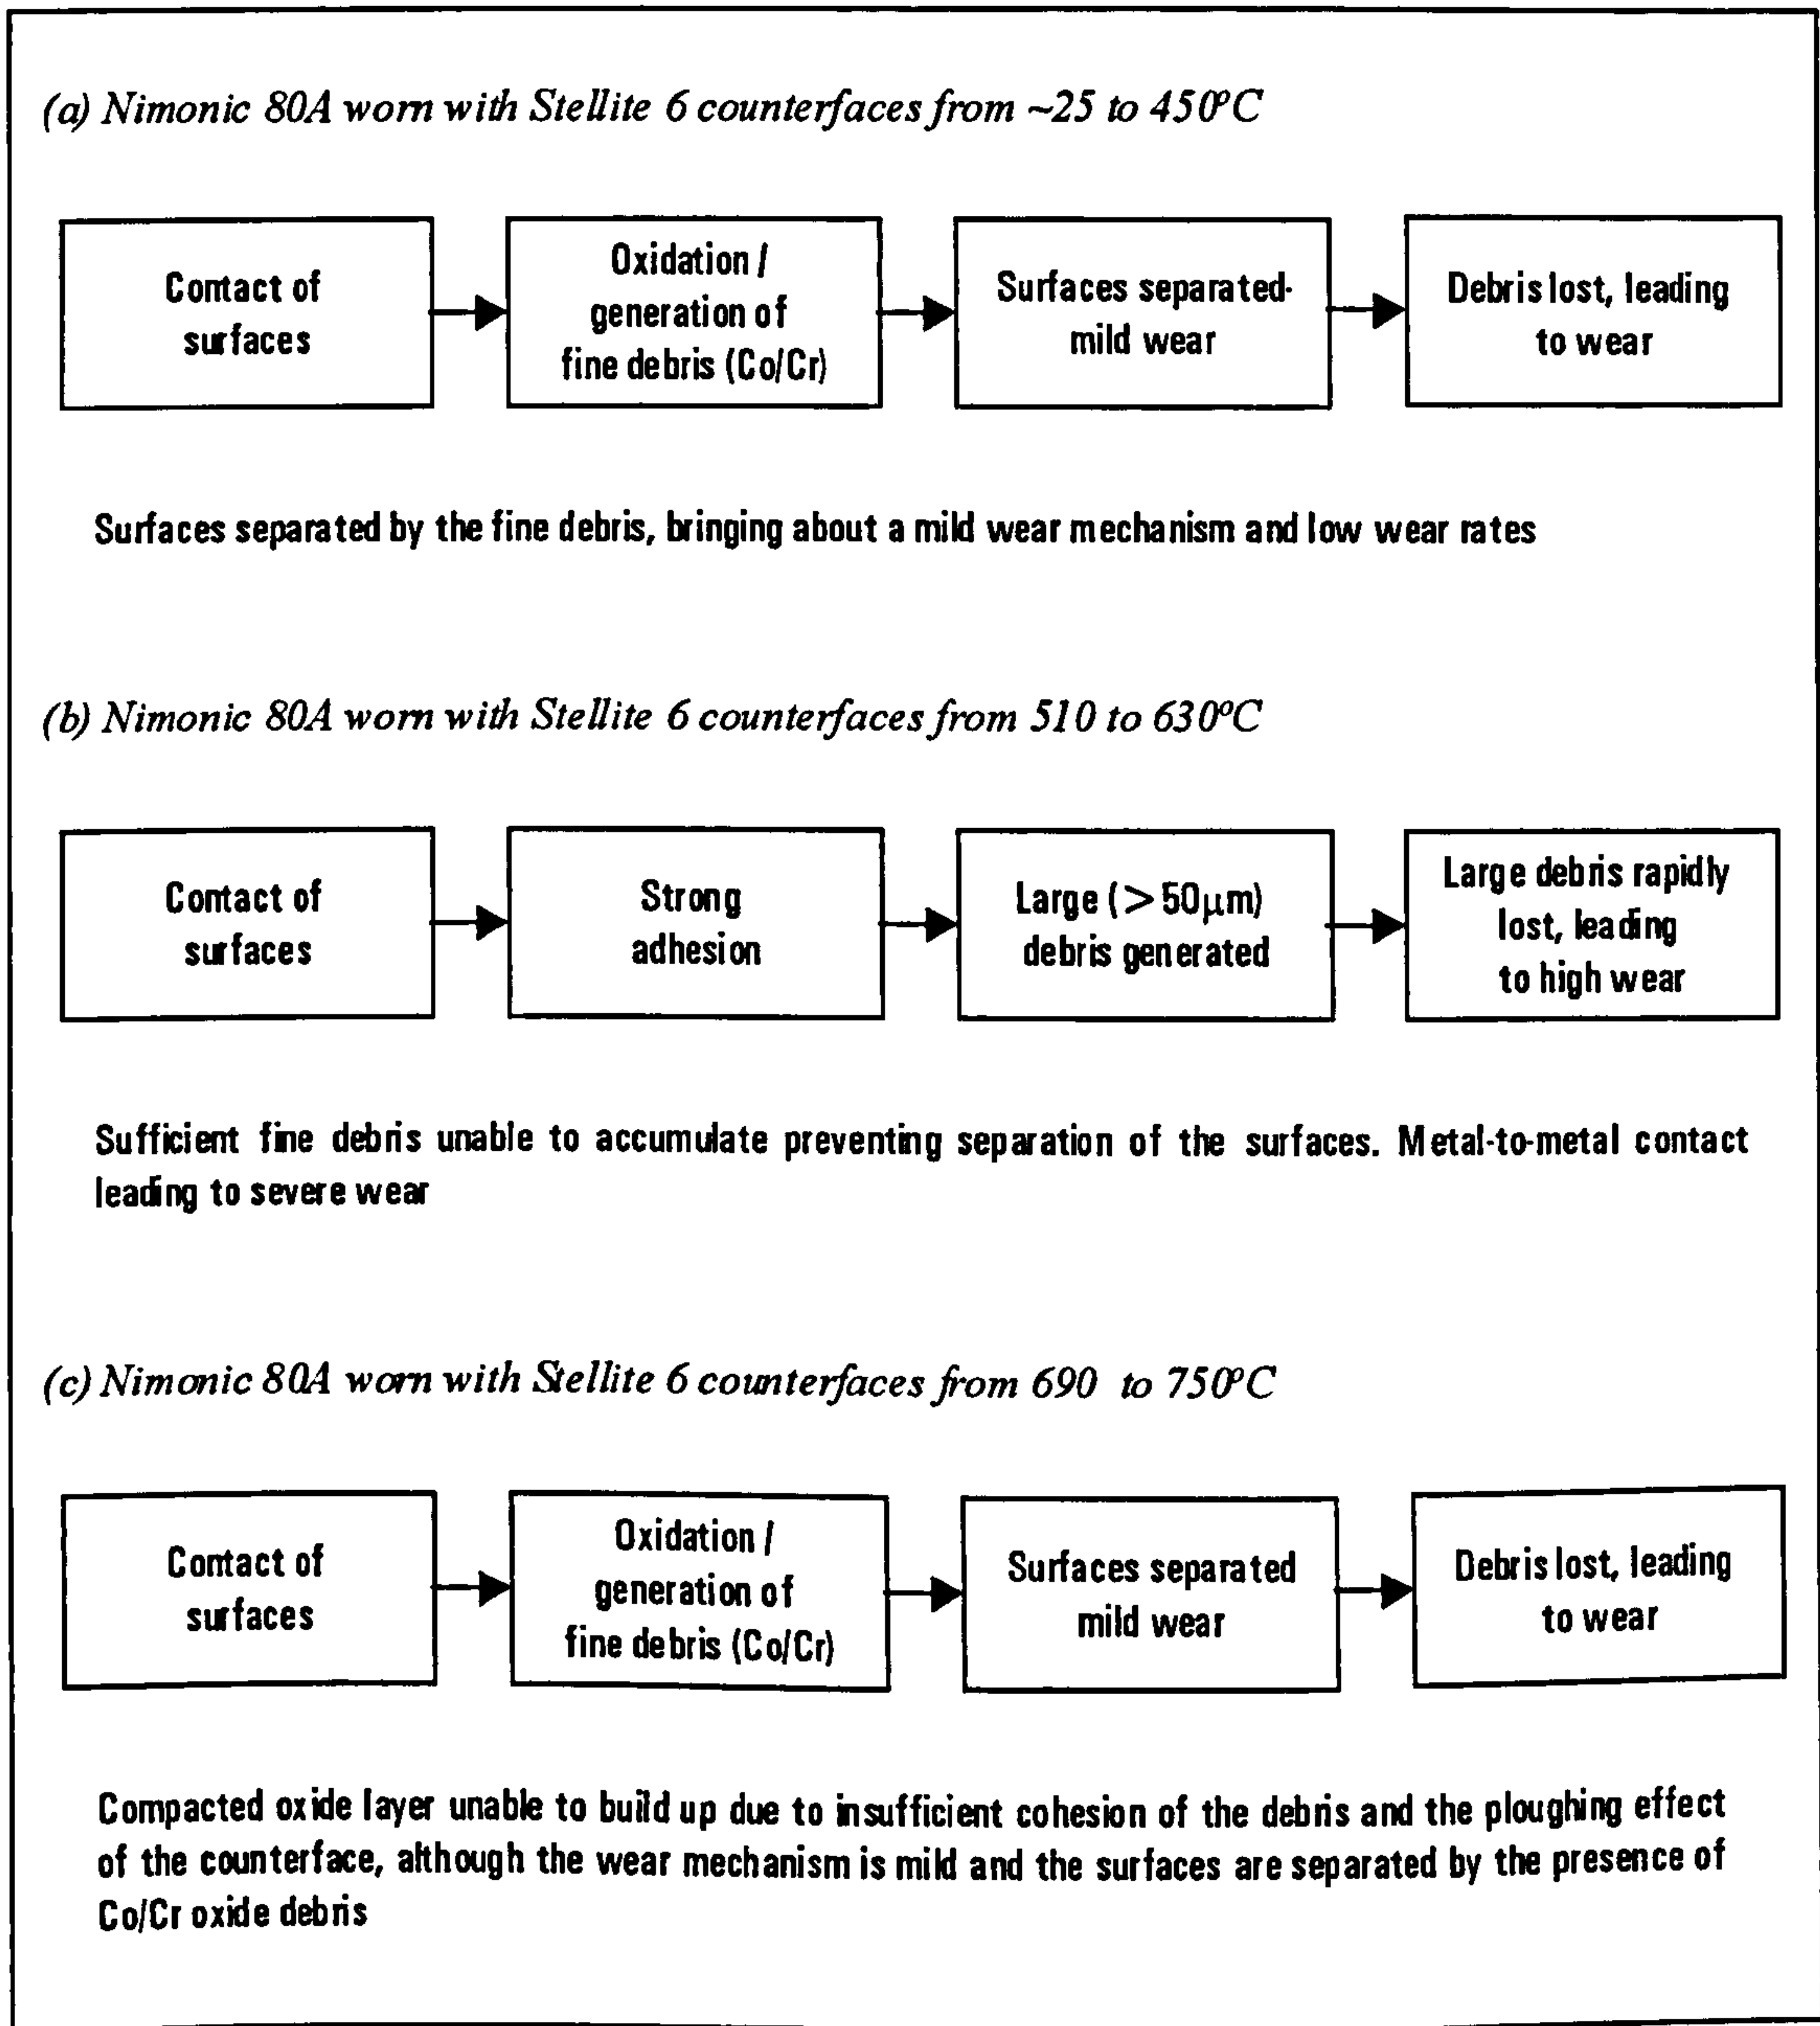 (a) Nimonic 80A worn with Stellite 6 counterfaces from ~25 to 450ºC
Contact of
surfaces
Oxidation /
generation of
fine debris (Co/Cr)
Surfaces separated-
mild wear
Debris lost, leading
to wear
Surfaces separated by the fine debris, bringing about a mild wear mechanism and low wear rates
(b) Nimonic 80A worn with Stellite 6 counterfaces from 510 to 630ºC
Contact of
surfaces
Strong
adhesion
Large (>50μm)
debris generated
Large debris rapidly
lost, leading
to high wear
Sufficient fine debris unable to accumulate preventing separation of the surfaces. Metal-to-metal contact
leading to severe wear
(c) Nimonic 80A worn with Stellite 6 counterfaces from 690 to 750ºC
Contact of
surfaces
Oxidation /
generation of
fine debris (Co/Cr)
Surfaces separated
mild wear
Debris lost, leading
to wear
Compacted oxide layer unable to build up due to insufficient cohesion of the debris and the ploughing effect
of the counterface, although the wear mechanism is mild and the surfaces are separated by the presence of
Co/Cr oxide debris